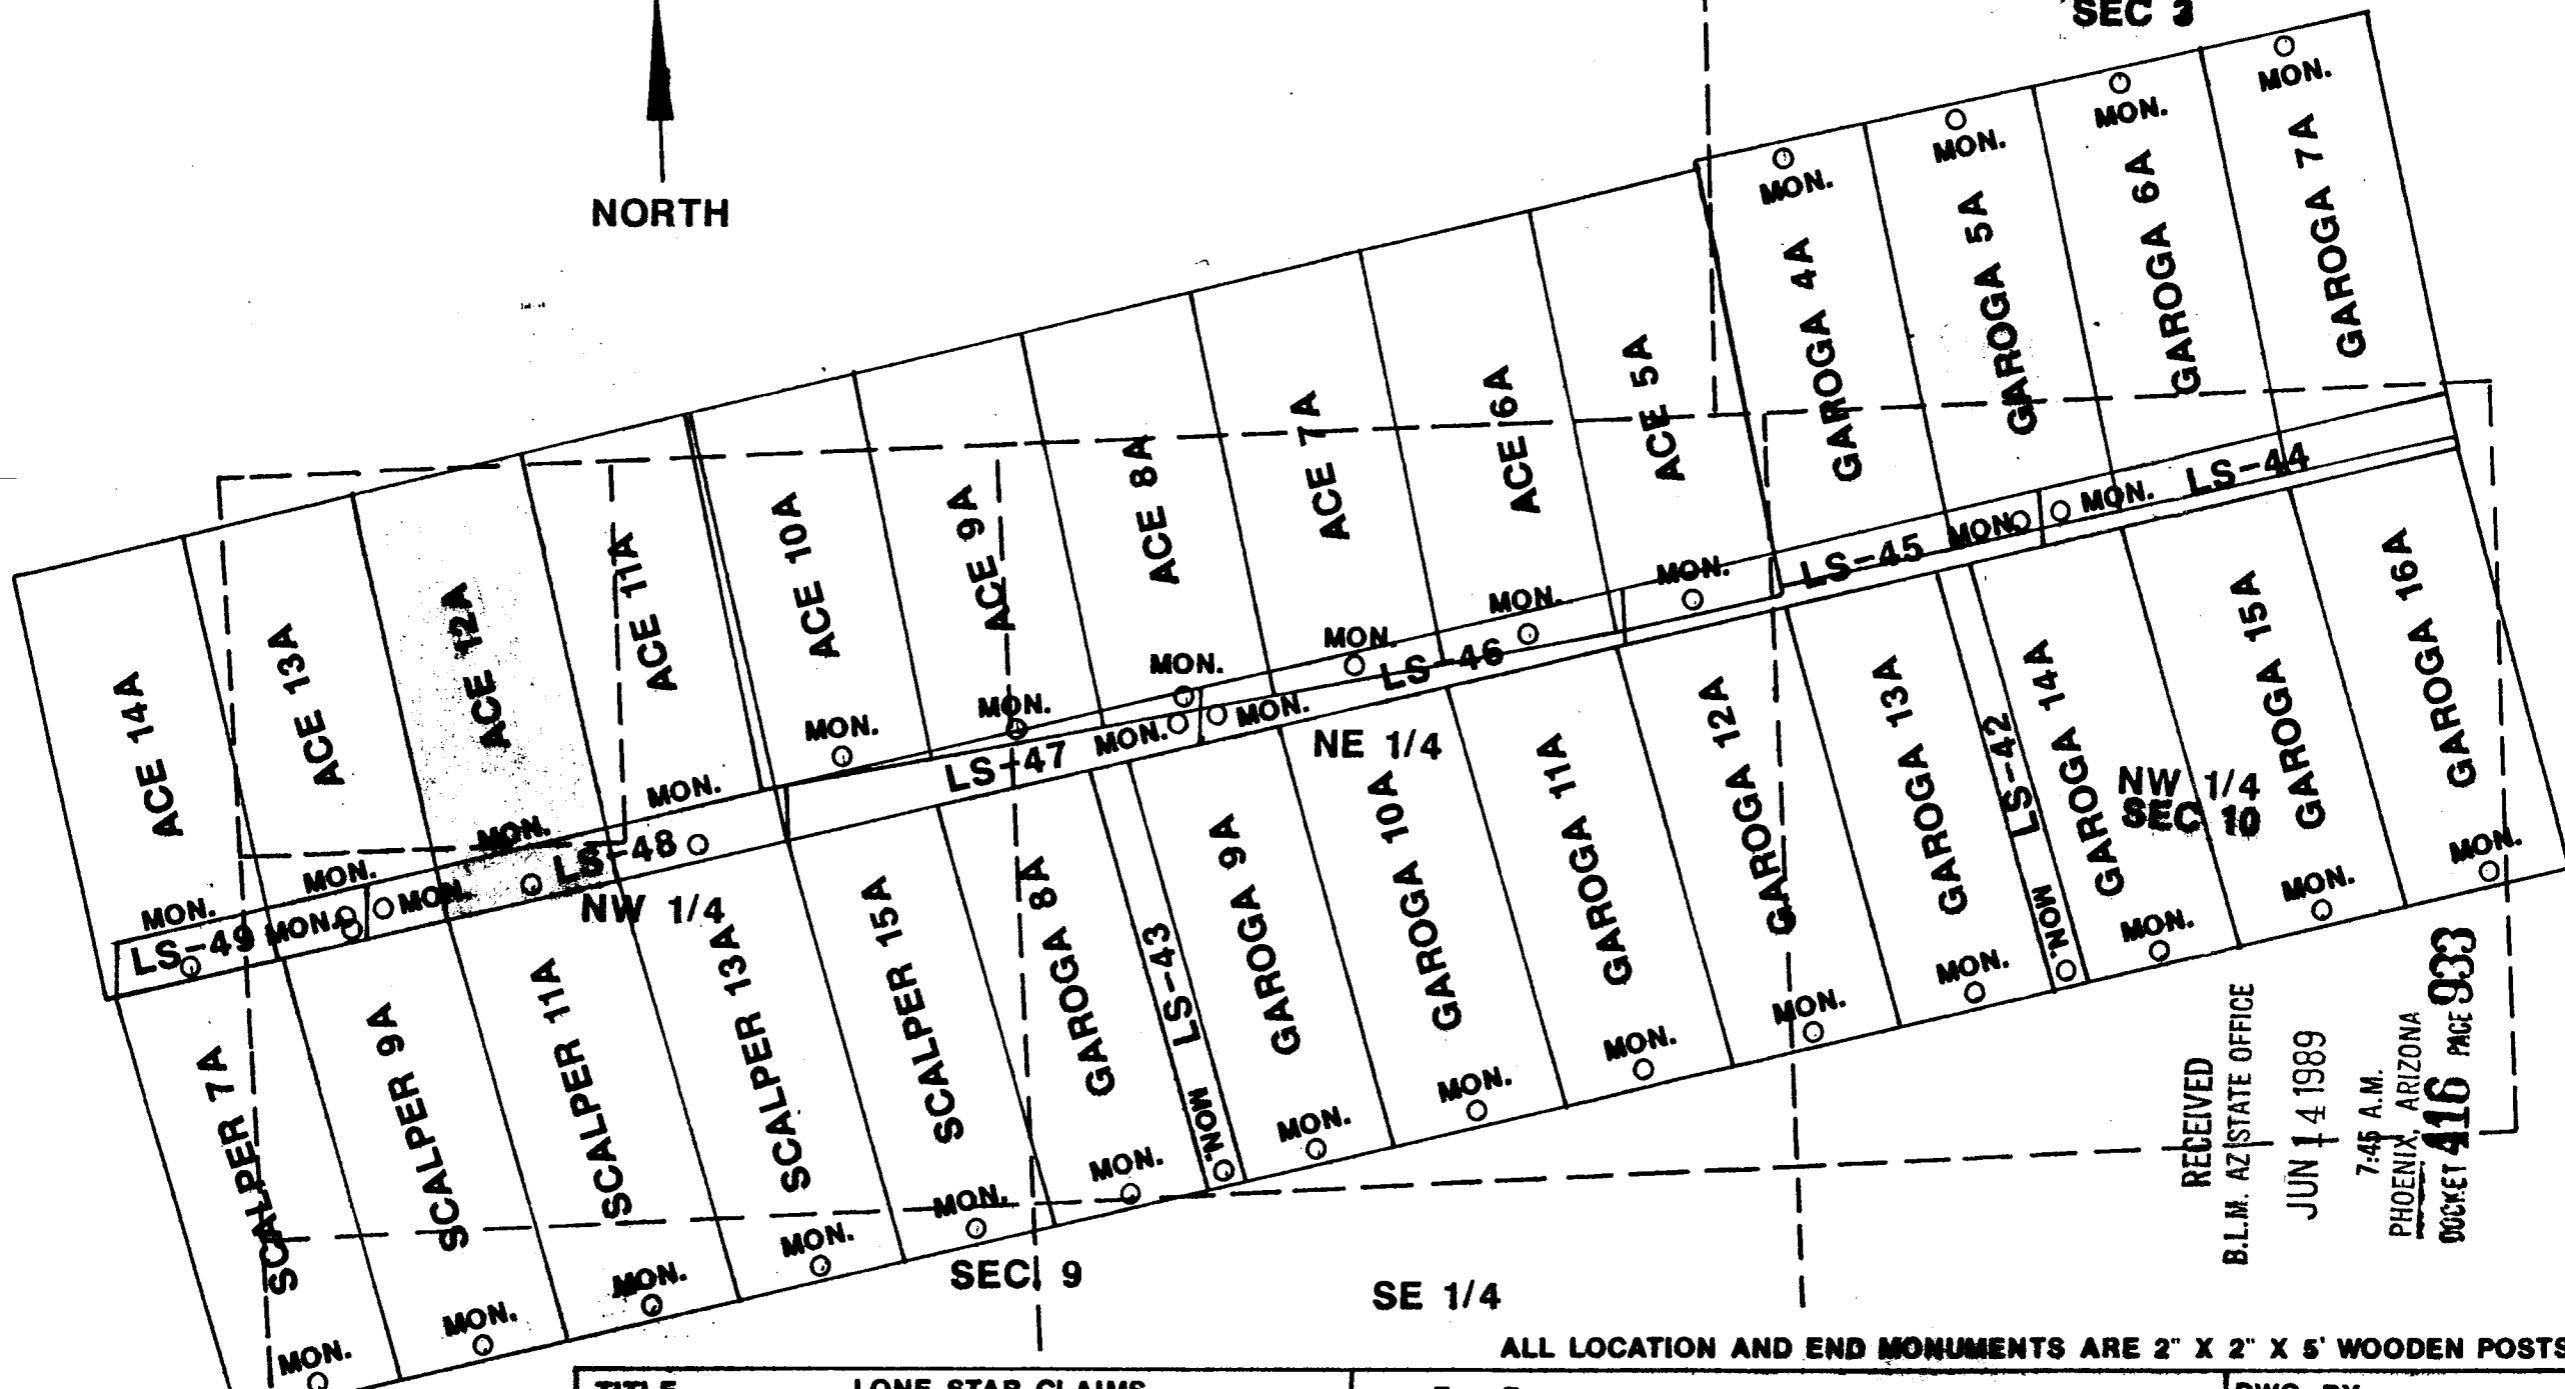 SEC 3
NORTH
MON.
MON.
MON.
MON.
GAROGA 4A
GAROGA 5A
GAROGA 6A
GAROGA 7A
ACE 14A
ACE 13A
ACE 12A
ACE 11A
ACE 10A
ACE 9A
ACE 8A
ACE 7A
ACE 6A
ACE 5A
MON.
MON.
MON.
MON.
MON.
MON.
MON.
MON.
MON.
MON.
LS-49
MON.
MON.
LS-48
LS-47
MON.
MON.
LS-46
LS-45
MON.
MON.
LS-44
NW 1/4
NE 1/4
NW 1/4
SEC 10
SCALPER 7A
SCALPER 9A
SCALPER 11A
SCALPER 13A
SCALPER 15A
GAROGA 8A
LS-43
MON.
GAROGA 9A
GAROGA 10A
GAROGA 11A
GAROGA 12A
GAROGA 13A
LS-42
MON.
GAROGA 14A
GAROGA 15A
GAROGA 16A
MON.
MON.
MON.
MON.
MON.
MON.
MON.
MON.
MON.
MON.
MON.
MON.
MON.
MON.
SEC 9
SE 1/4
RECEIVED
B.L.M. AZ STATE OFFICE
JUN 14 1989
7:45 A.M.
PHOENIX, ARIZONA
DOCKET 416 PAGE 933
ALL LOCATION AND END MONUMENTS ARE 2" X 2" X 5' WOODEN POSTS
TITLE
LONE STAR CLAIMS
DWG. BY